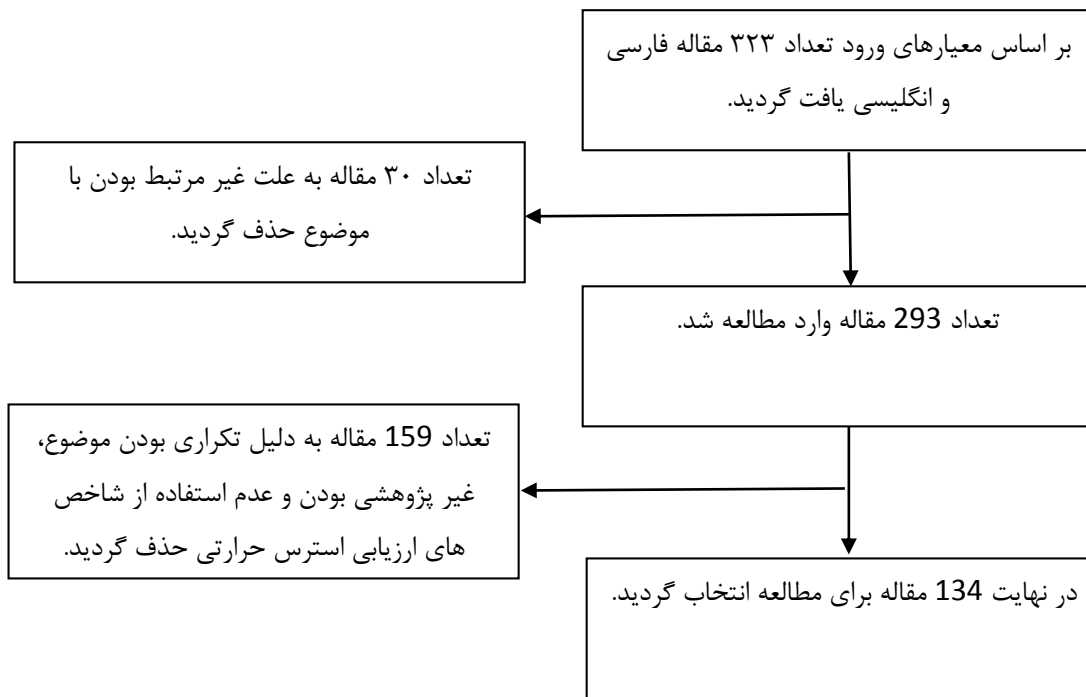 بر اساس معیارهای ورود تعداد ۳۲۳ مقاله فارسی
و انگلیسی یافت گردید.
تعداد ۳۰ مقاله به علت غیر مرتبط بودن با
موضوع حذف گردید.
تعداد 293 مقاله وارد مطالعه شد.
تعداد 159 مقاله به دلیل تکراری بودن موضوع،
غیر پژوهشی بودن و عدم استفاده از شاخص
های ارزیابی استرس حرارتی حذف گردید.
در نهایت 134 مقاله برای مطالعه انتخاب گردید.